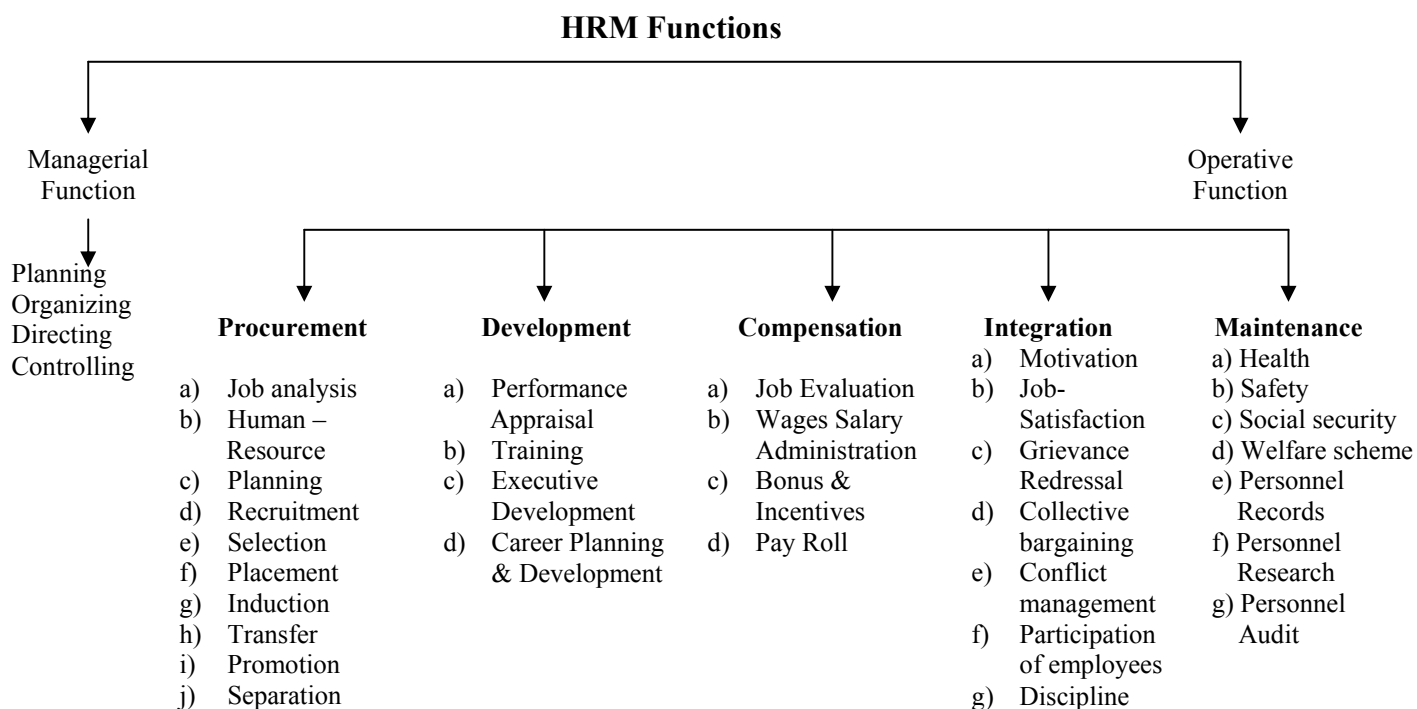 HRM Functions
Managerial
Function
Operative
Function
Planning
Organizing
Directing
Controlling
Procurement
a) Job analysis
b) Human –
Resource
c) Planning
d) Recruitment
e) Selection
f) Placement
g) Induction
h) Transfer
i) Promotion
j) Separation
Development
a) Performance
Appraisal
b) Training
c) Executive
Development
d) Career Planning
& Development
Compensation
a) Job Evaluation
b) Wages Salary
Administration
c) Bonus &
Incentives
d) Pay Roll
Integration
a) Motivation
b) Job-
Satisfaction
c) Grievance
Redressal
d) Collective
bargaining
e) Conflict
management
f) Participation
of employees
g) Discipline
Maintenance
a) Health
b) Safety
c) Social security
d) Welfare scheme
e) Personnel
Records
f) Personnel
Research
g) Personnel
Audit